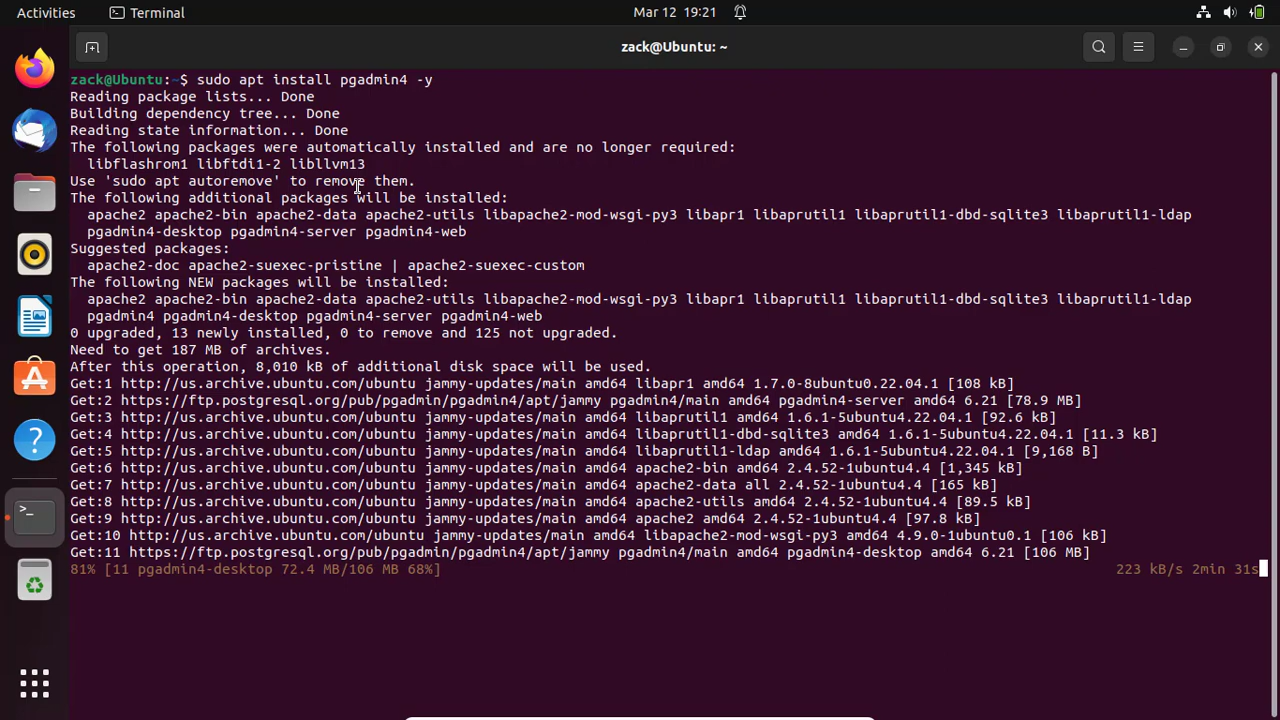 Activities
Terminal
Mar 12 19:21
zack@Ubuntu: ~
zack@Ubuntu:~$ sudo apt install pgadmin4 -y
Reading package lists... Done
Building dependency tree... Done
Reading state information... Done
The following packages were automatically installed and are no longer required:
  libflashrom1 libftdi1-2 libllvm13
Use 'sudo apt autoremove' to remove them.
The following additional packages will be installed:
  apache2 apache2-bin apache2-data apache2-utils libapache2-mod-wsgi-py3 libapr1 libaprutil1 libaprutil1-dbd-sqlite3 libaprutil1-ldap
  pgadmin4-desktop pgadmin4-server pgadmin4-web
Suggested packages:
  apache2-doc apache2-suexec-pristine | apache2-suexec-custom
The following NEW packages will be installed:
  apache2 apache2-bin apache2-data apache2-utils libapache2-mod-wsgi-py3 libapr1 libaprutil1 libaprutil1-dbd-sqlite3 libaprutil1-ldap
  pgadmin4 pgadmin4-desktop pgadmin4-server pgadmin4-web
0 upgraded, 13 newly installed, 0 to remove and 125 not upgraded.
Need to get 187 MB of archives.
After this operation, 8,010 kB of additional disk space will be used.
Get:1 http://us.archive.ubuntu.com/ubuntu jammy-updates/main amd64 libapr1 amd64 1.7.0-8ubuntu0.22.04.1 [108 kB]
Get:2 https://ftp.postgresql.org/pub/pgadmin/pgadmin4/apt/jammy pgadmin4/main amd64 pgadmin4-server amd64 6.21 [78.9 MB]
Get:3 http://us.archive.ubuntu.com/ubuntu jammy-updates/main amd64 libaprutil1 amd64 1.6.1-5ubuntu4.22.04.1 [92.6 kB]
Get:4 http://us.archive.ubuntu.com/ubuntu jammy-updates/main amd64 libaprutil1-dbd-sqlite3 amd64 1.6.1-5ubuntu4.22.04.1 [11.3 kB]
Get:5 http://us.archive.ubuntu.com/ubuntu jammy-updates/main amd64 libaprutil1-ldap amd64 1.6.1-5ubuntu4.22.04.1 [9,168 B]
Get:6 http://us.archive.ubuntu.com/ubuntu jammy-updates/main amd64 apache2-bin amd64 2.4.52-1ubuntu4.4 [1,345 kB]
Get:7 http://us.archive.ubuntu.com/ubuntu jammy-updates/main amd64 apache2-data all 2.4.52-1ubuntu4.4 [165 kB]
Get:8 http://us.archive.ubuntu.com/ubuntu jammy-updates/main amd64 apache2-utils amd64 2.4.52-1ubuntu4.4 [89.5 kB]
Get:9 http://us.archive.ubuntu.com/ubuntu jammy-updates/main amd64 apache2 amd64 2.4.52-1ubuntu4.4 [97.8 kB]
Get:10 http://us.archive.ubuntu.com/ubuntu jammy-updates/main amd64 libapache2-mod-wsgi-py3 amd64 4.9.0-1ubuntu0.1 [106 kB]
Get:11 https://ftp.postgresql.org/pub/pgadmin/pgadmin4/apt/jammy pgadmin4/main amd64 pgadmin4-desktop amd64 6.21 [106 MB]
81% [11 pgadmin4-desktop 72.4 MB/106 MB 68%] 223 kB/s 2min 31s